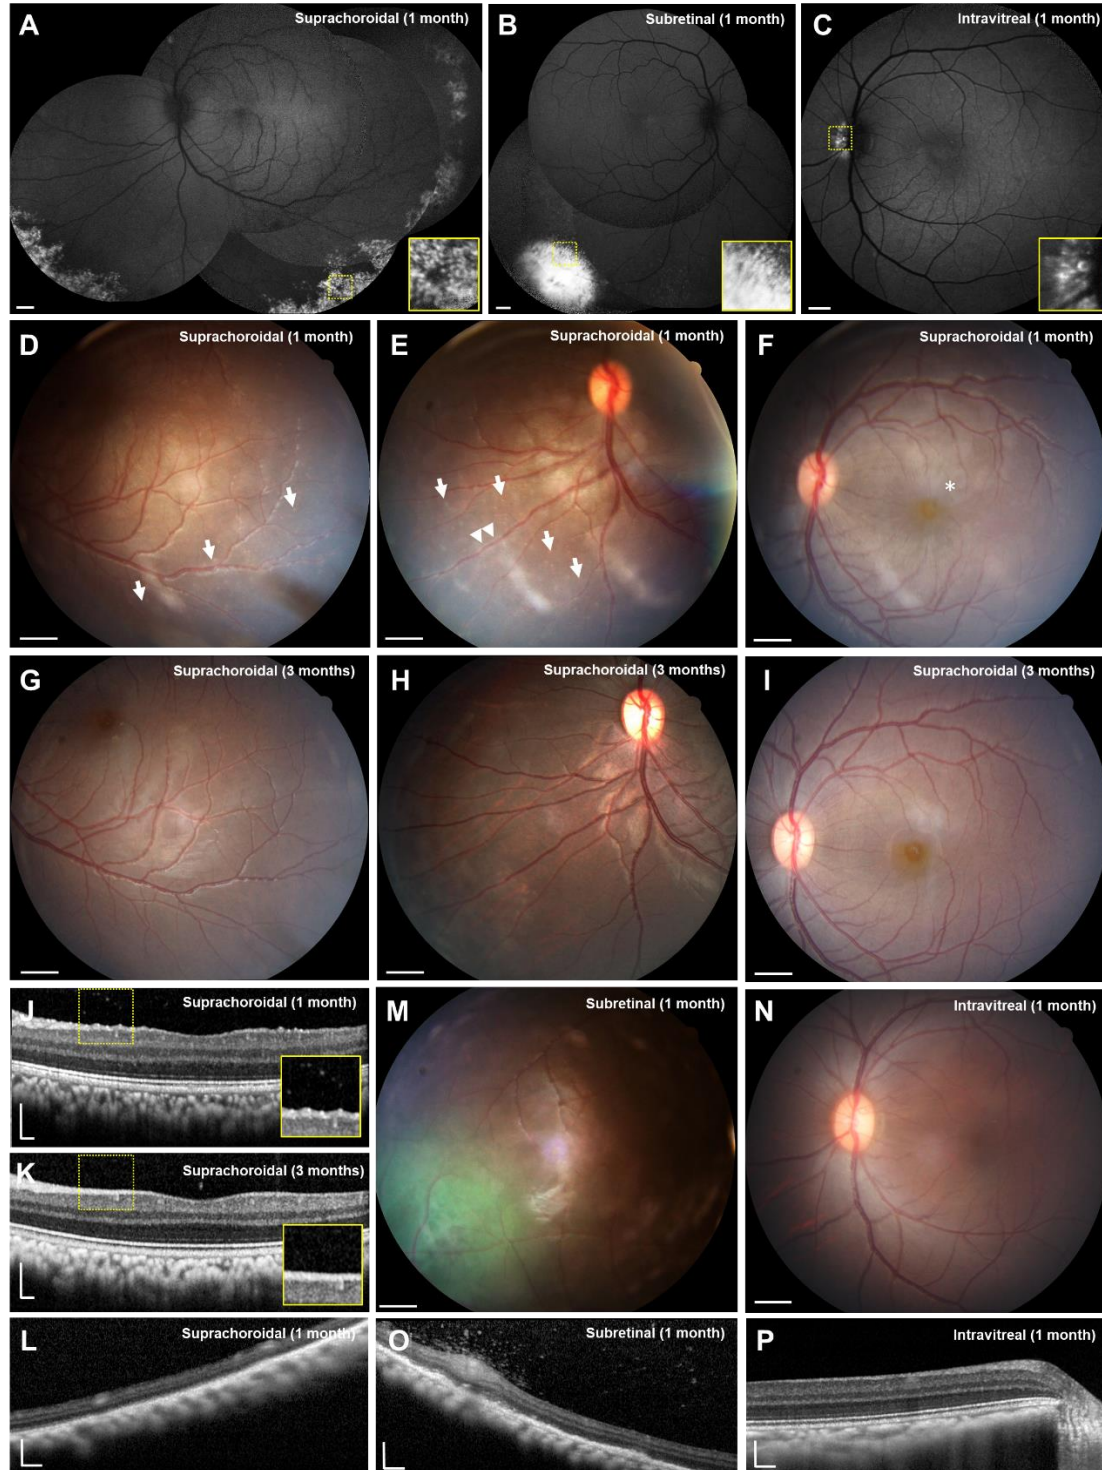 A Suprachoroidal (1 month)
B Subretinal (1 month)
C Intravitreal (1 month)
D Suprachoroidal (1 month)
E Suprachoroidal (1 month)
F Suprachoroidal (1 month)
*
G Suprachoroidal (3 months)
H Suprachoroidal (3 months)
I Suprachoroidal (3 months)
J Suprachoroidal (1 month)
K Suprachoroidal (3 months)
M Subretinal (1 month)
N Intravitreal (1 month)
L Suprachoroidal (1 month)
O Subretinal (1 month)
P Intravitreal (1 month)